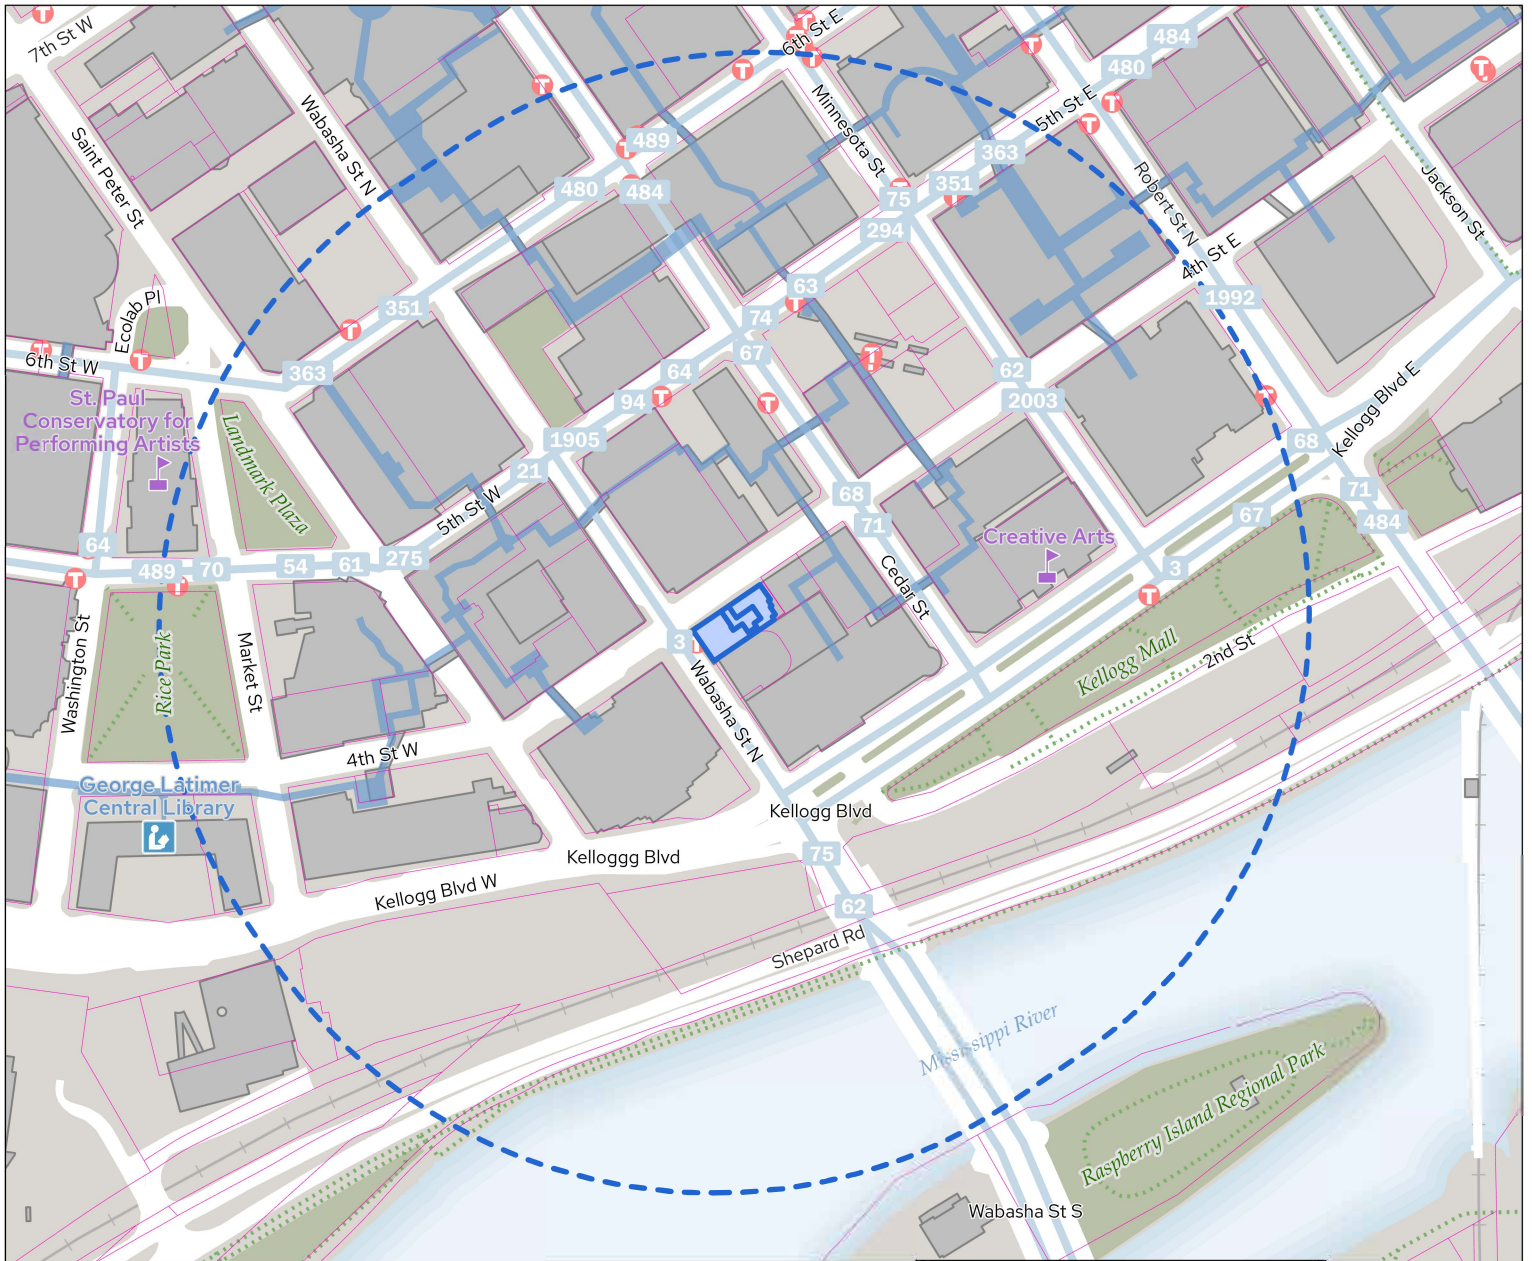 7th St W
6th St E
484
480
Wabasha St N
Minnesota St
5th St E
Saint Peter St
489
363
Robert St N
Jackson St
480
484
75
351
294
4th St E
Ecolab Pl
351
63
1992
74
6th St W
363
67
64
62
94
2003
St. Paul
Conservatory for
Performing Artists
Landmark Plaza
1905
21
68
Kellogg Blvd E
5th St W
68
71
71
67
484
64
489
70
54
61
275
Creative Arts
3
Cedar St
Rice Park
Washington St
Market St
3
Wabasha St N
Kellogg Mall
2nd St
4th St W
George Latimer
Central Library
Kellogg Blvd
Kelloggg Blvd
75
Kellogg Blvd W
62
Shepard Rd
Mississippi River
Raspberry Island Regional Park
Wabasha St S